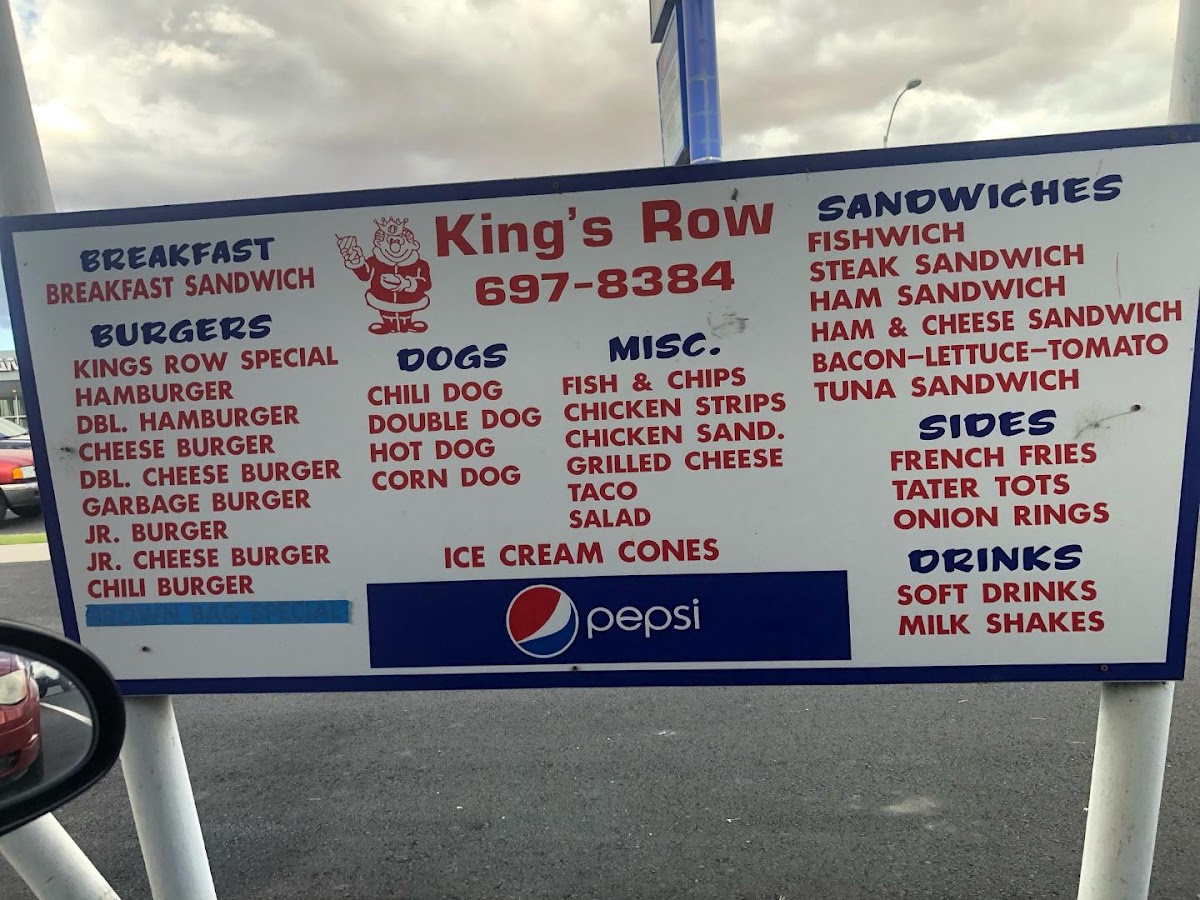 King's Row
697-8384
BREAKFAST
BREAKFAST SANDWICH
BURGERS
KINGS ROW SPECIAL
HAMBURGER
DBL. HAMBURGER
CHEESE BURGER
DBL. CHEESE BURGER
GARBAGE BURGER
JR. BURGER
JR. CHEESE BURGER
CHILI BURGER
BROWN BAG SPECIAL
DOGS
CHILI DOG
DOUBLE DOG
HOT DOG
CORN DOG
MISC.
FISH & CHIPS
CHICKEN STRIPS
CHICKEN SAND.
GRILLED CHEESE
TACO
SALAD
ICE CREAM CONES
pepsi
SANDWICHES
FISHWICH
STEAK SANDWICH
HAM SANDWICH
HAM & CHEESE SANDWICH
BACON-LETTUCE-TOMATO
TUNA SANDWICH
SIDES
FRENCH FRIES
TATER TOTS
ONION RINGS
DRINKS
SOFT DRINKS
MILK SHAKES